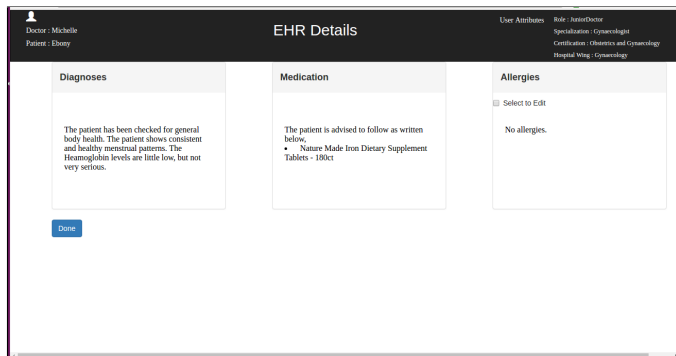 Doctor : Michelle
Patient : Ebony
EHR Details
User Attributes
Role : JuniorDoctor
Specialization : Gynaecologist
Certification : Obstetrics and Gynaecology
Hospital Wing : Gynaecology
Diagnoses
The patient has been checked for general
body health. The patient shows consistent
and healthy menstrual patterns. The
Heamoglobin levels are little low, but not
very serious.
Medication
The patient is advised to follow as written
below,
• Nature Made Iron Dietary Supplement
Tablets - 180ct
Allergies
Select to Edit
No allergies.
Done